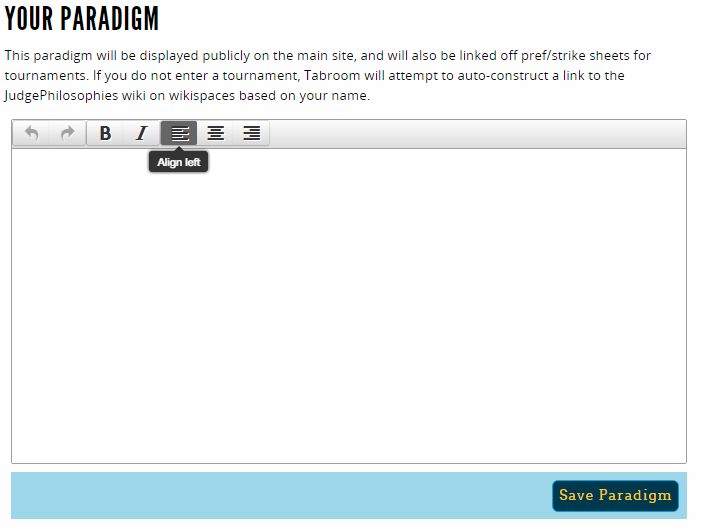 YOUR PARADIGM
This paradigm will be displayed publicly on the main site, and will also be linked off pref/strike sheets for
tournaments. If you do not enter a tournament, Tabroom will attempt to auto-construct a link to the
JudgePhilosophies wiki on wikispaces based on your name.
B I
Align left
Save Paradigm